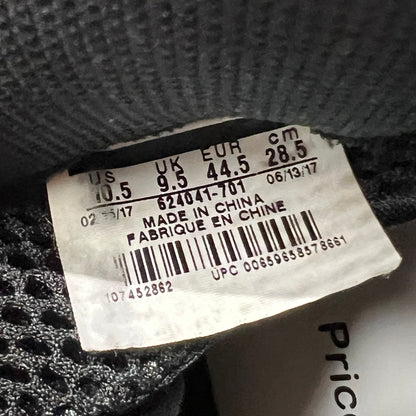 US UK EUR cm
10.5 9.5 44.5 28.5
624041-701 06/13/17
MADE IN CHINA
FABRIQUE EN CHINE
107452862
UPC 00659658578661
Price